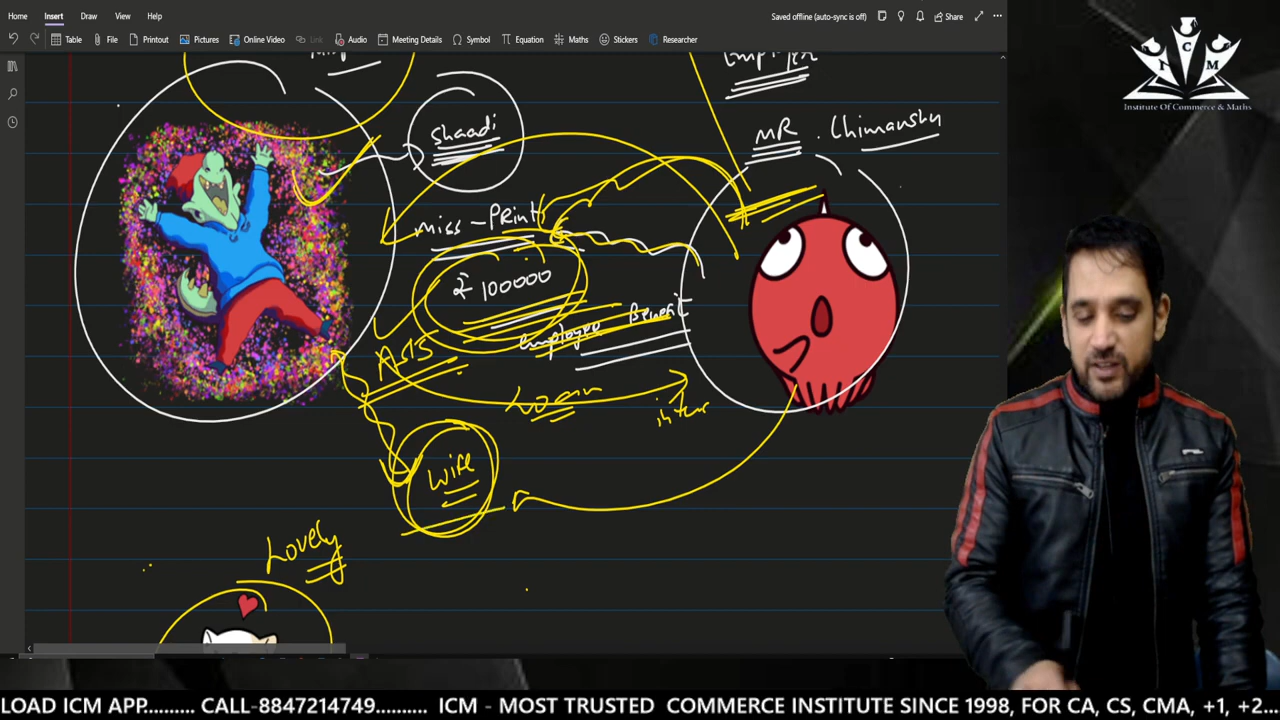 Home Insert Draw View Help
Saved offline (auto-sync is off) Share
Table File Printout Pictures Online Video Link Audio Meeting Details Symbol Equation Maths Stickers Researcher
I C M
Institute Of Commerce & Maths
Employer
MR. Chimanshu
Shaadi
Miss-Print
₹ 100000
Employee Benefit
Loan
Wife
Lovely
LOAD ICM APP......... CALL-8847214749......... ICM - MOST TRUSTED COMMERCE INSTITUTE SINCE 1998, FOR CA, CS, CMA, +1, +2...